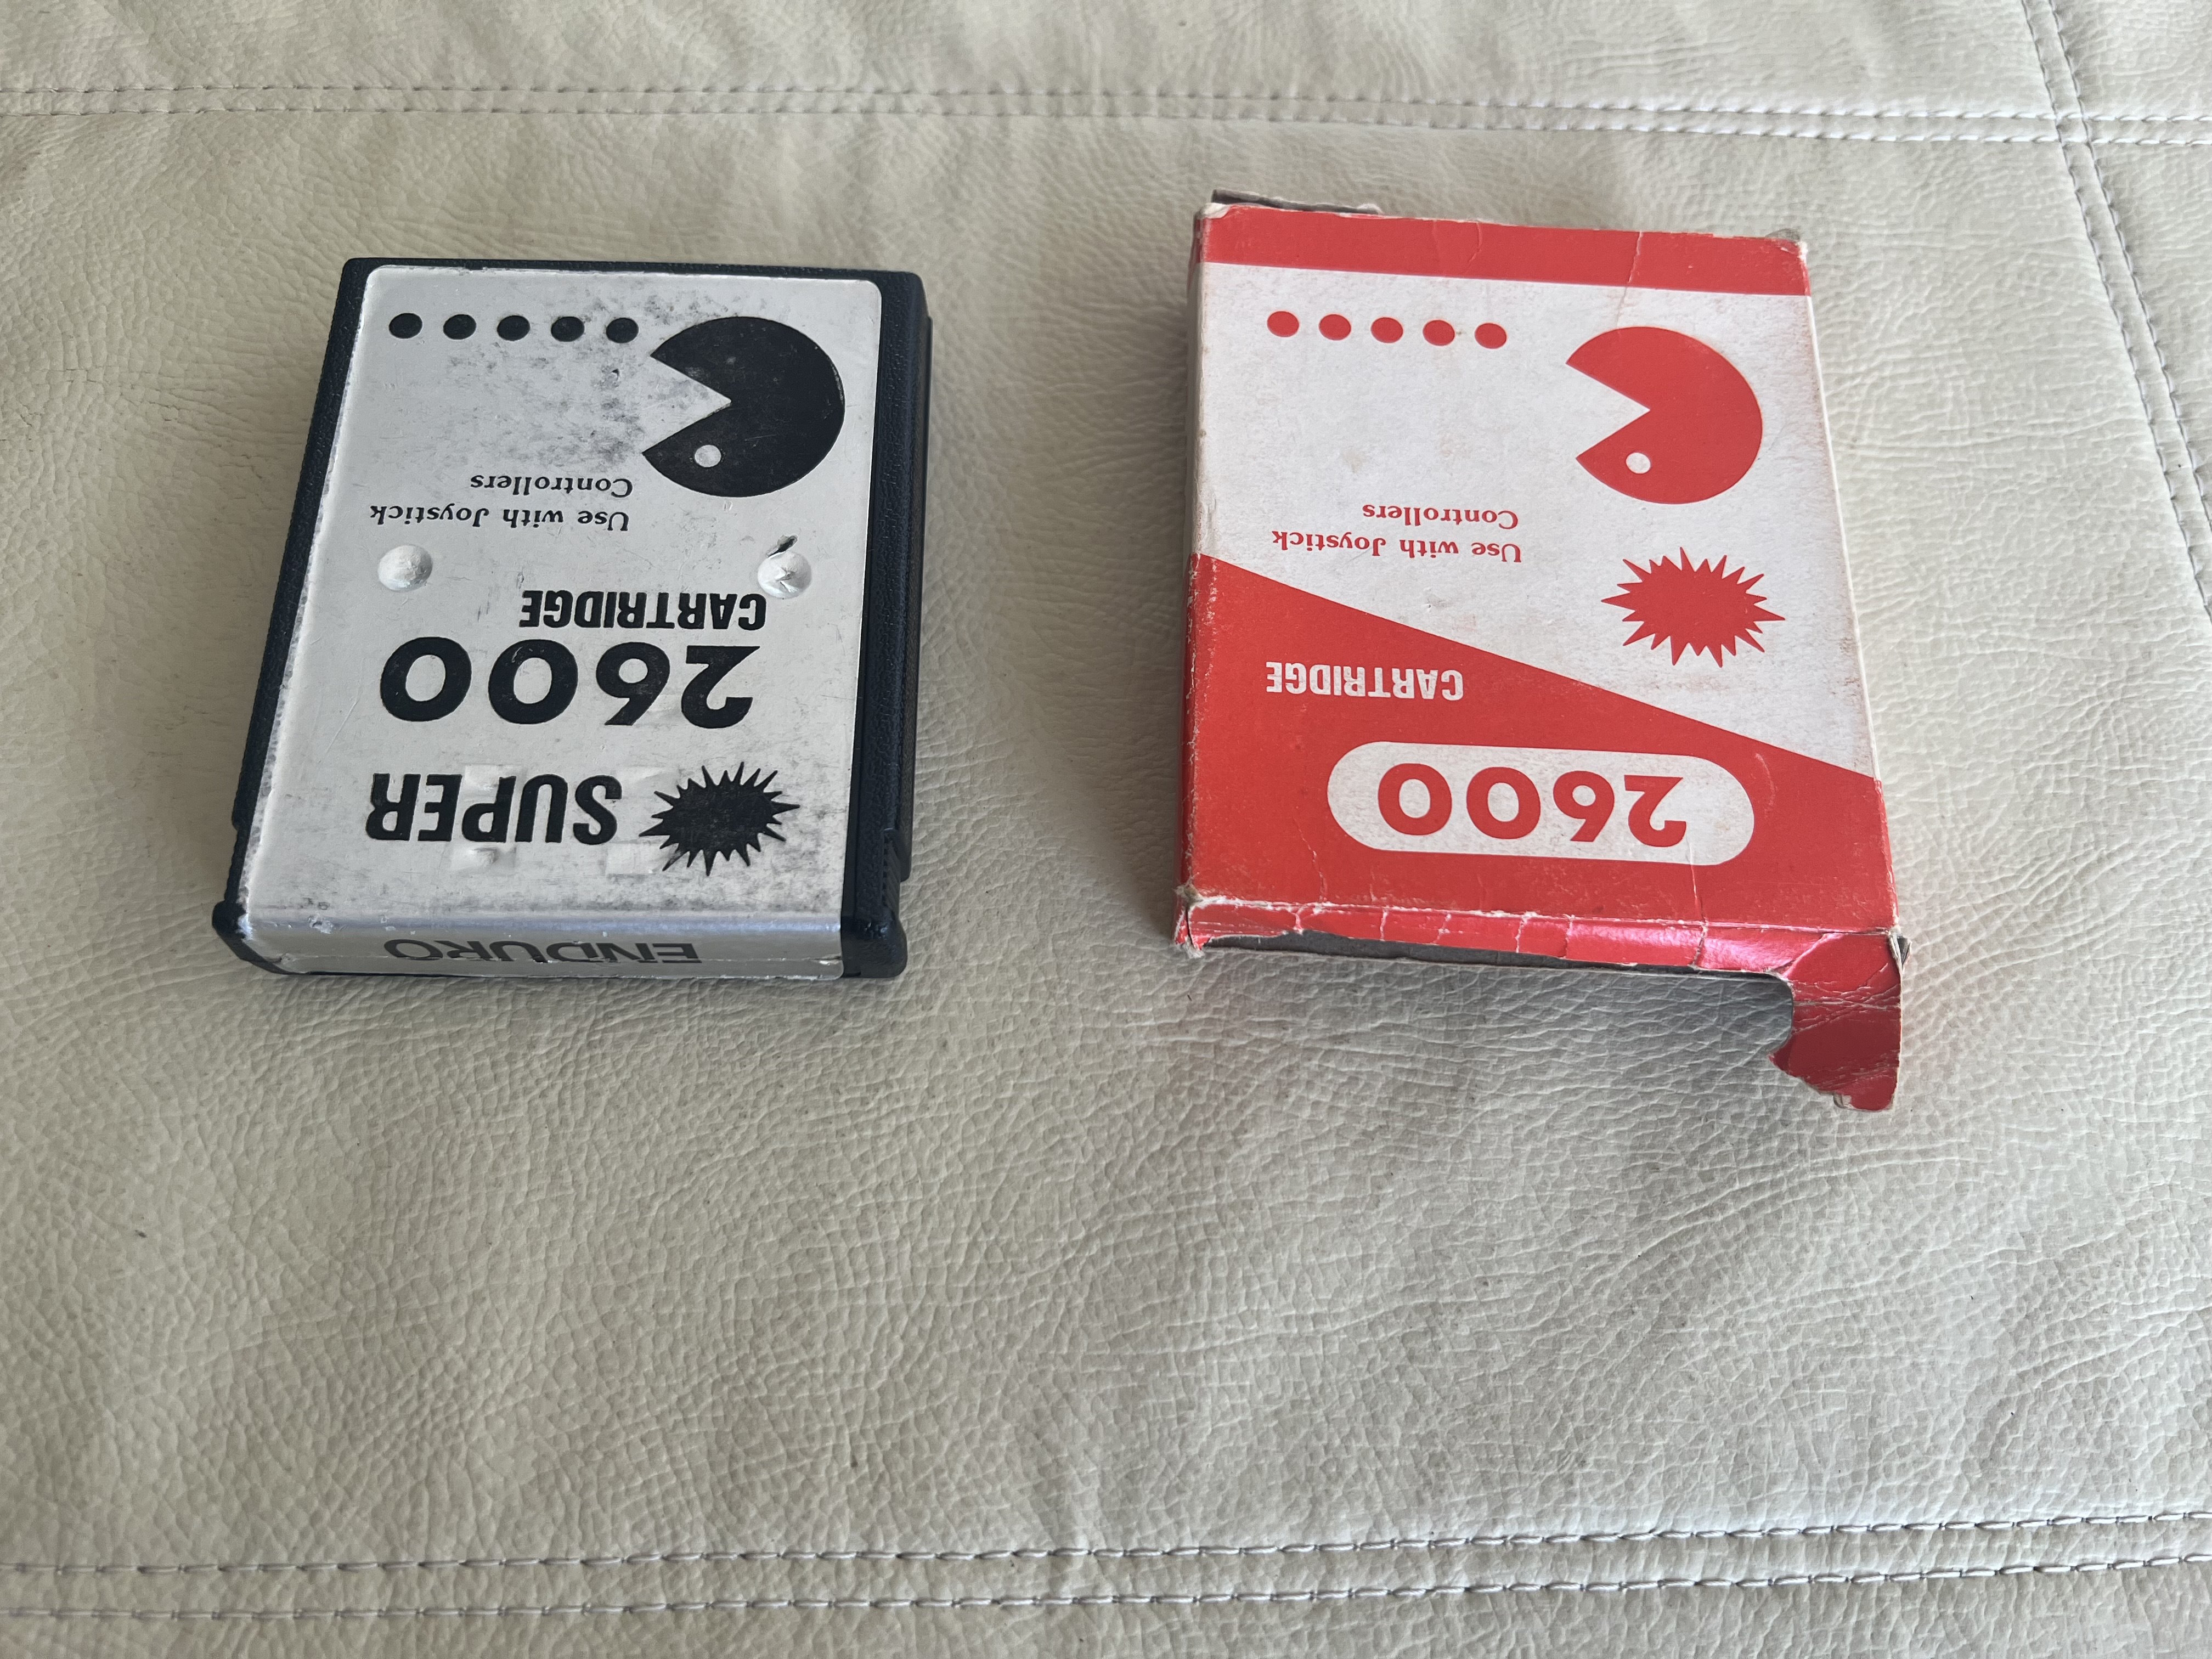 ENDURO
SUPER
2600
CARTRIDGE
Use with Joystick
Controllers
2600
CARTRIDGE
Use with Joystick
Controllers